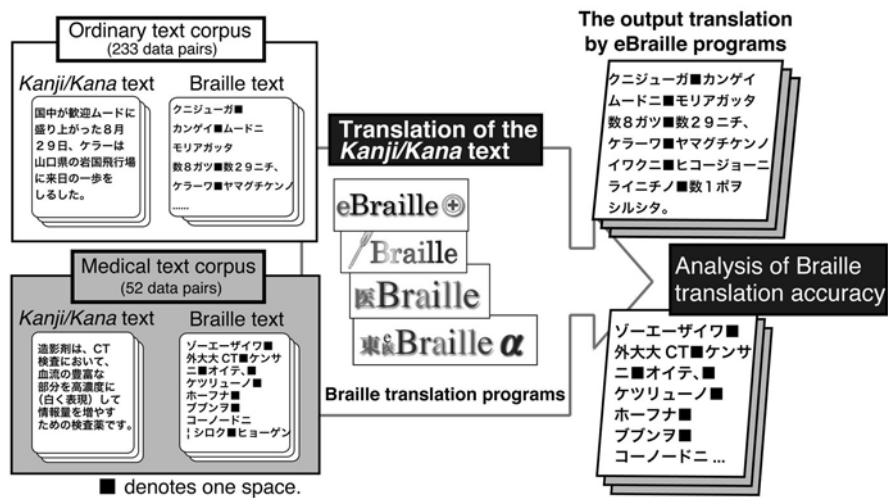 Ordinary text corpus
(233 data pairs)
Kanji/Kana text
国中が歓迎ムードに
盛り上がった８月
２９日、ケラーは
山口県の岩国飛行場
に来日の一歩を
しるした。
Braille text
クニジューガ■
カンゲイ■ムードニ
モリアガッタ
数８ガツ■数２９ニチ、
ケラーワ■ヤマグチケンノ
......
Medical text corpus
(52 data pairs)
Kanji/Kana text
造影剤は、CT
検査において、
血流の豊富な
部分を高濃度に
（白く表現）して
情報量を増やす
ための検査薬です。
Braille text
ゾーエーザイワ■
外大大 CT■ケンサ
ニ■オイテ、■
ケツリューノ■
ホーフナ■
ブブンヲ■
コーノードニ
¦ シロク■ヒョーゲン
■ denotes one space.
Translation of the
Kanji/Kana text
eBraille
Braille
医Braille
東e医Braille α
Braille translation programs
The output translation
by eBraille programs
クニジューガ■カンゲイ
ムードニ■モリアガッタ
数８ガツ■数２９ニチ、
ケラーワ■ヤマグチケンノ
イワクニ■ヒコージョーニ
ライニチノ■数１ポヲ
シルシタ。
Analysis of Braille
translation accuracy
ゾーエーザイワ■
外大大 CT■ケンサ
ニ■オイテ、■
ケツリューノ■
ホーフナ■
ブブンヲ■
コーノードニ ...